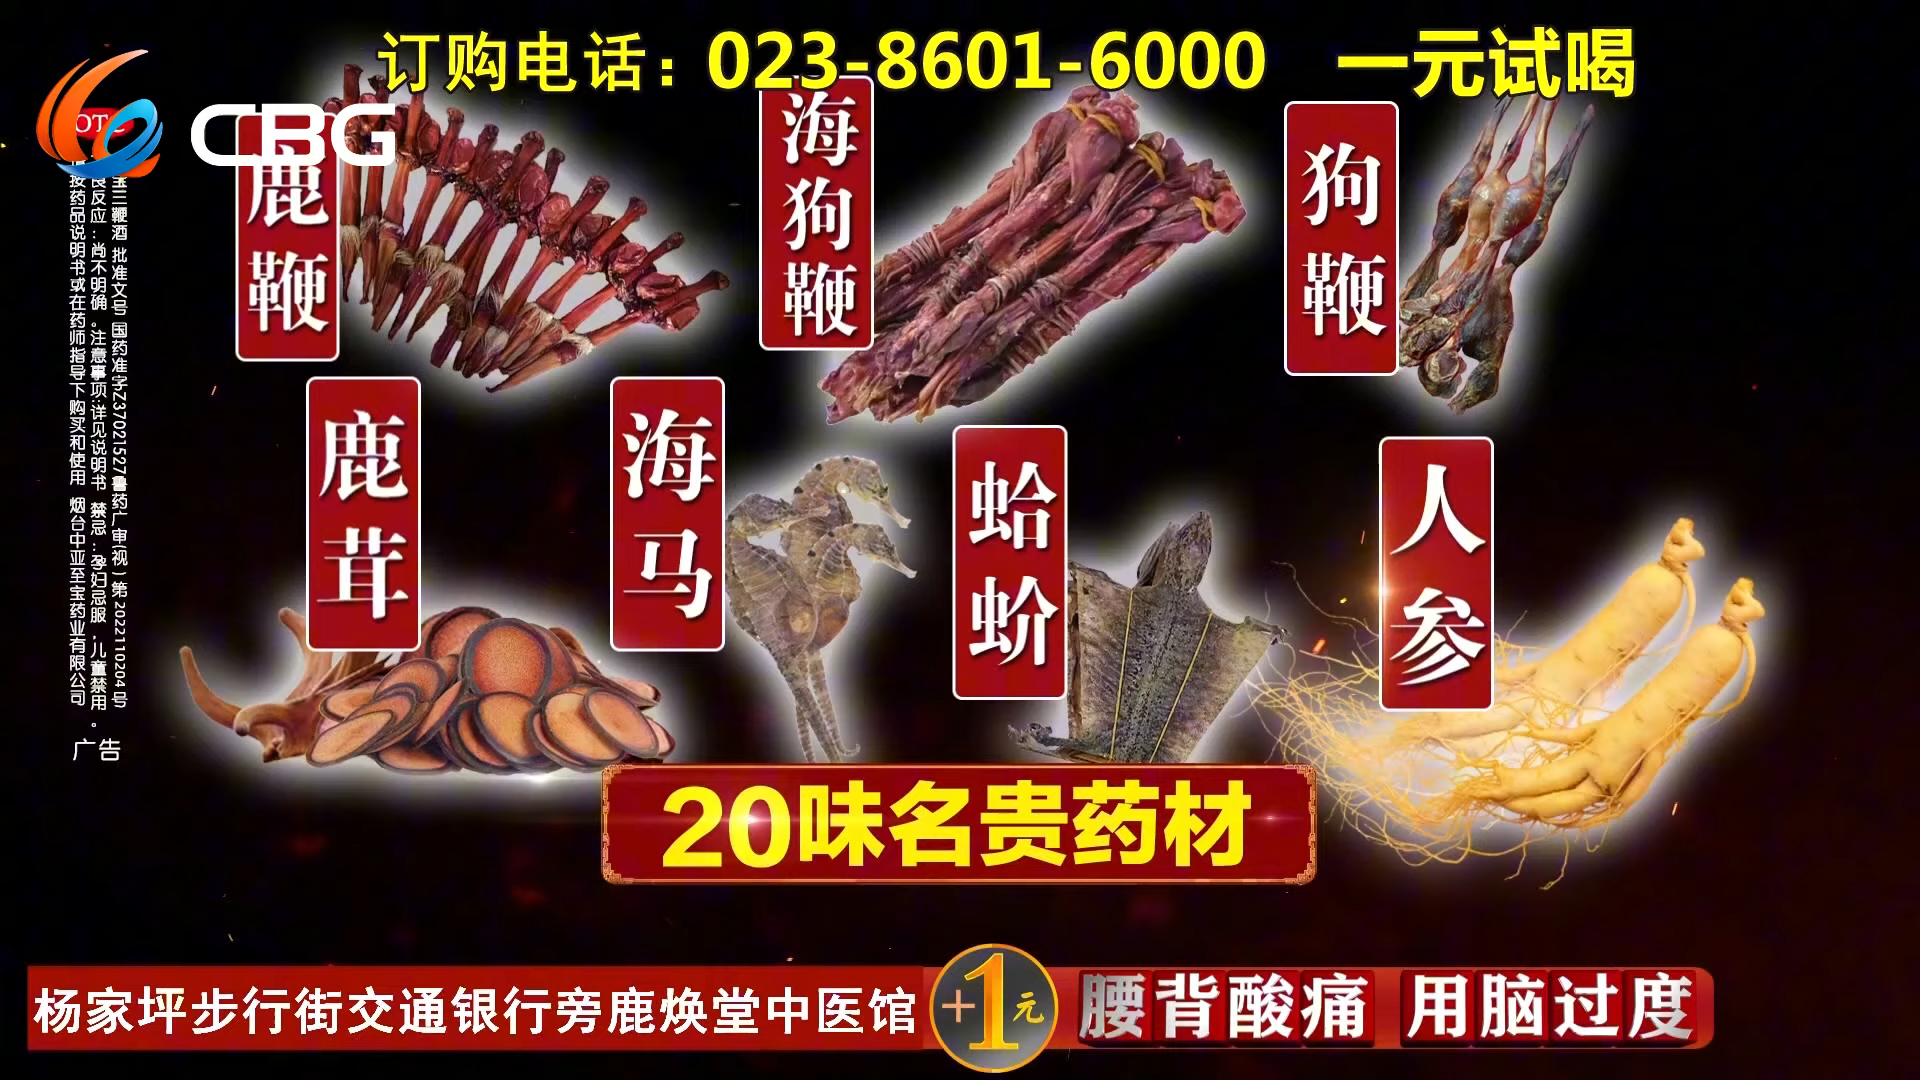 订购电话：023-8601-6000 一元试喝
CBG
OTC
宝三鞭酒 批准文号 国药准字Z37021527鲁药广审(视)第2022110204号
良反应：尚不明确。注意事项:详见说明书 禁忌：孕妇忌服，儿童禁用。
按药品说明书或在药师指导下购买和使用 烟台中亚至宝药业有限公司
广告
鹿鞭
海狗鞭
狗鞭
鹿茸
海马
蛤蚧
人参
20味名贵药材
杨家坪步行街交通银行旁鹿焕堂中医馆
+1元
腰背酸痛 用脑过度